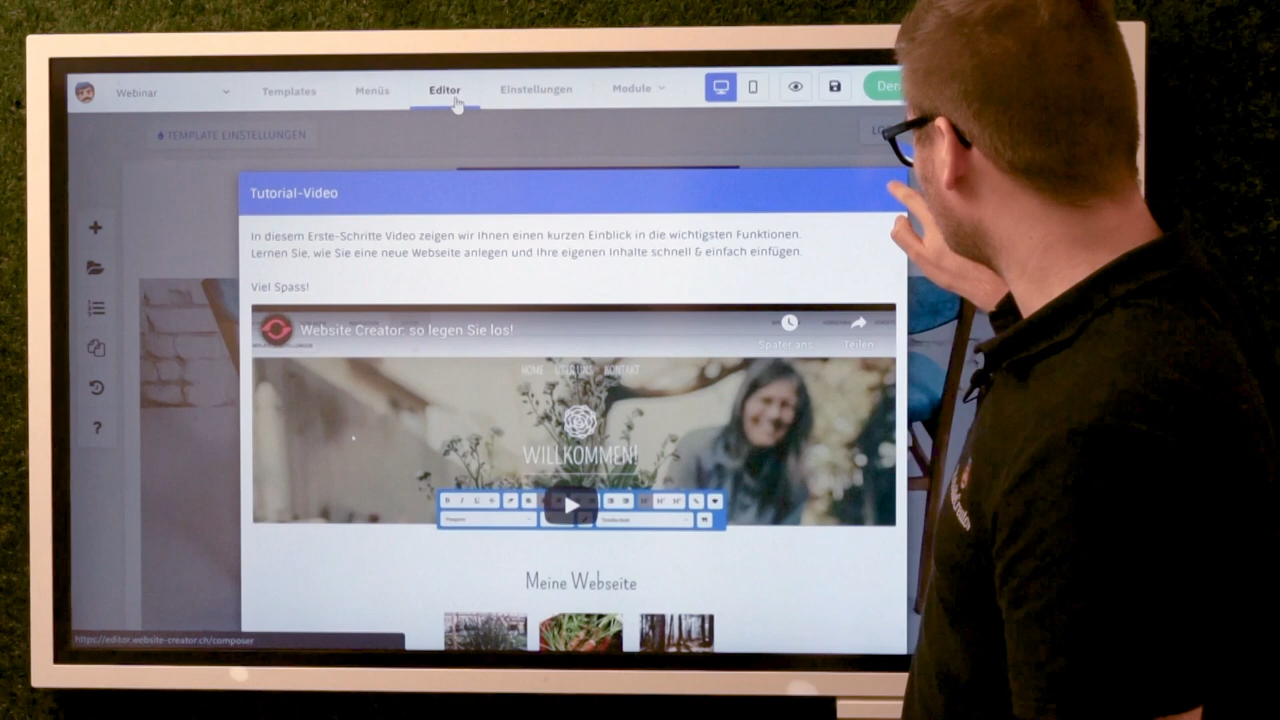 Webinar
Templates
Menüs
Editor
Einstellungen
Module
TEMPLATE EINSTELLUNGEN
Tutorial-Video
In diesem Erste-Schritte Video zeigen wir Ihnen einen kurzen Einblick in die wichtigsten Funktionen.
Lernen Sie, wie Sie eine neue Webseite anlegen und Ihre eigenen Inhalte schnell & einfach einfügen.
Viel Spass!
Website Creator: so legen Sie los!
Später ans...
Teilen
HOME ÜBER UNS KONTAKT
WILLKOMMEN!
Meine Webseite
https://editor.website-creator.ch/composer
?